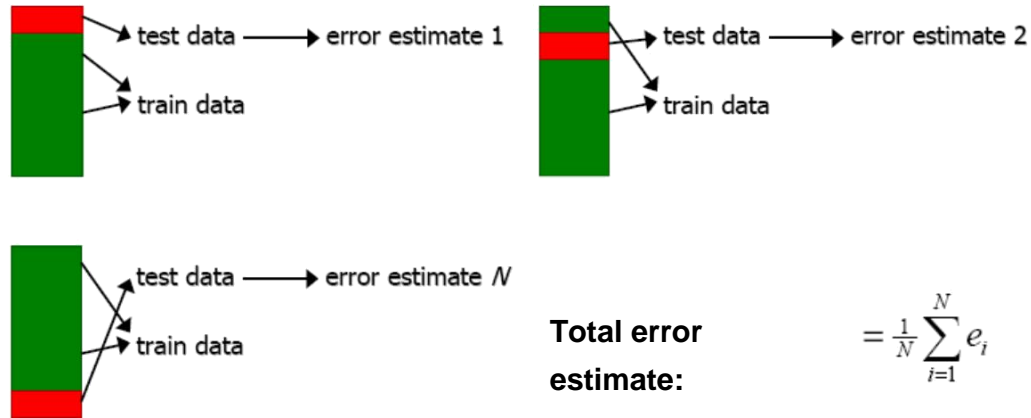 test data → error estimate 1
train data
test data → error estimate 2
train data
test data → error estimate N
train data
Total error
estimate:
= 1/N ∑_{i=1}^{N} e_i